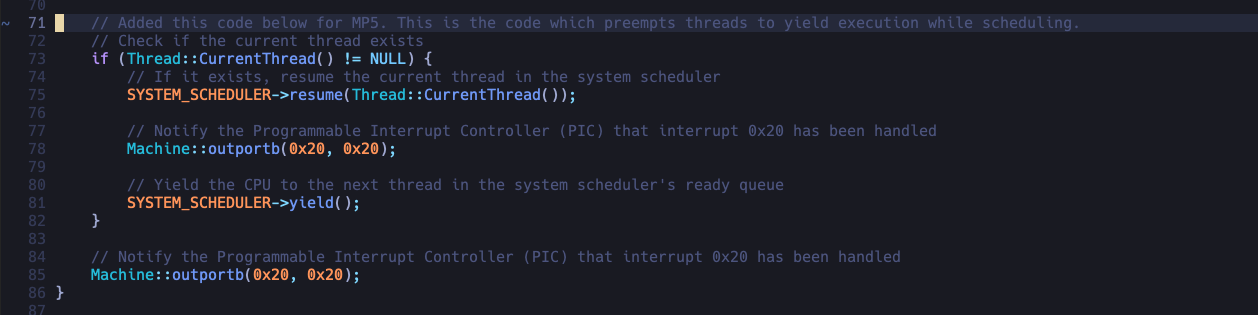 70
~ 71 // Added this code below for MP5. This is the code which preempts threads to yield execution while scheduling.
72 // Check if the current thread exists
73 if (Thread::CurrentThread() != NULL) {
74 // If it exists, resume the current thread in the system scheduler
75 SYSTEM_SCHEDULER->resume(Thread::CurrentThread());
76
77 // Notify the Programmable Interrupt Controller (PIC) that interrupt 0x20 has been handled
78 Machine::outportb(0x20, 0x20);
79
80 // Yield the CPU to the next thread in the system scheduler's ready queue
81 SYSTEM_SCHEDULER->yield();
82 }
83
84 // Notify the Programmable Interrupt Controller (PIC) that interrupt 0x20 has been handled
85 Machine::outportb(0x20, 0x20);
86 }
87